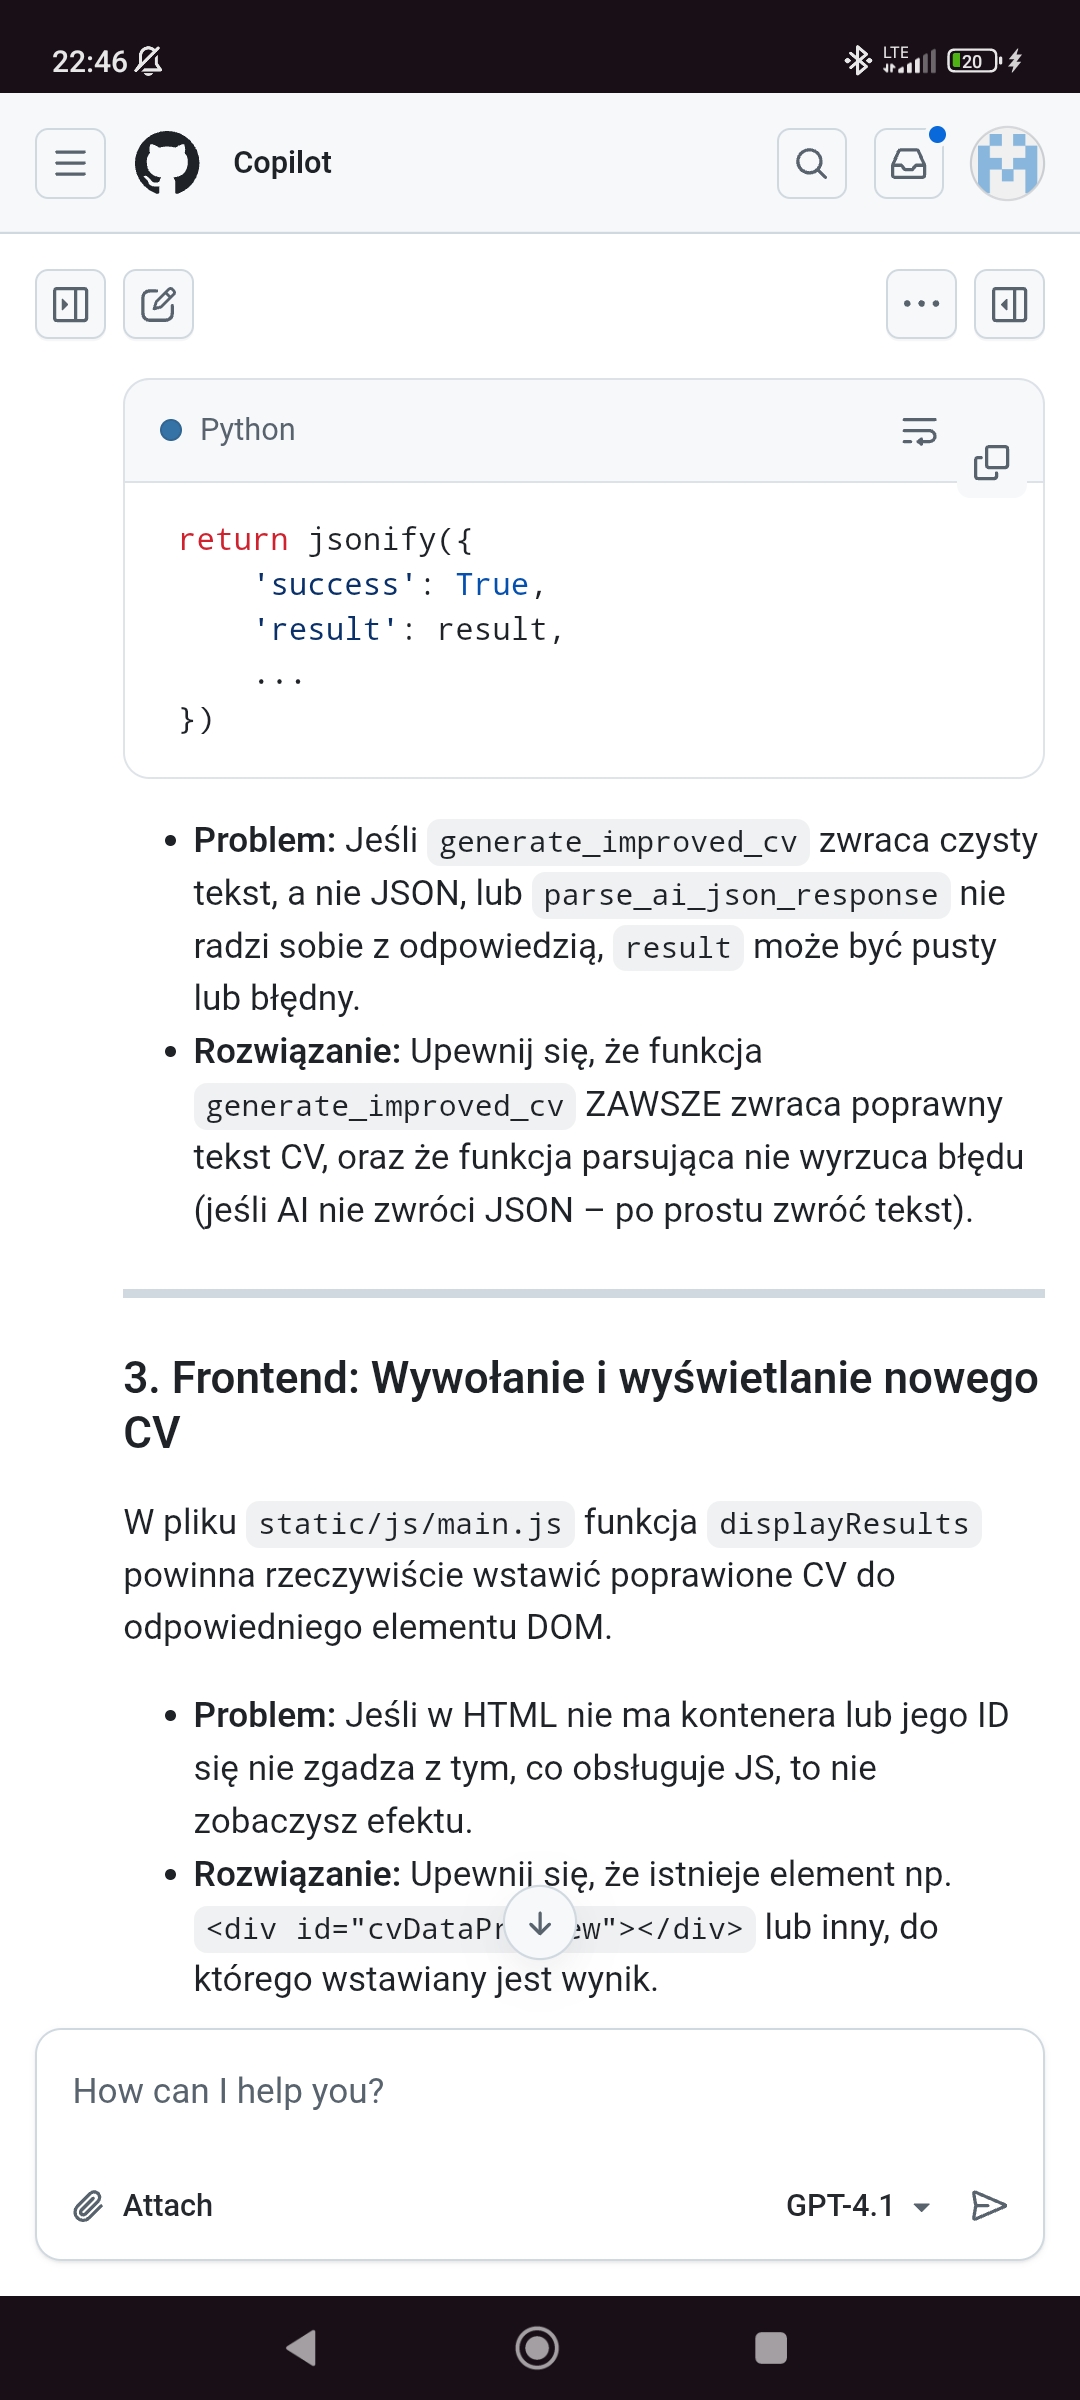 22:46
LTE
20
Copilot
Python
return jsonify({
'success': True,
'result': result,
...
})
Problem: Jeśli generate_improved_cv zwraca czysty
tekst, a nie JSON, lub parse_ai_json_response nie
radzi sobie z odpowiedzią, result może być pusty
lub błędny.
Rozwiązanie: Upewnij się, że funkcja
generate_improved_cv ZAWSZE zwraca poprawny
tekst CV, oraz że funkcja parsująca nie wyrzuca błędu
(jeśli AI nie zwróci JSON – po prostu zwróć tekst).
3. Frontend: Wywołanie i wyświetlanie nowego
CV
W pliku static/js/main.js funkcja displayResults
powinna rzeczywiście wstawić poprawione CV do
odpowiedniego elementu DOM.
Problem: Jeśli w HTML nie ma kontenera lub jego ID
się nie zgadza z tym, co obsługuje JS, to nie
zobaczysz efektu.
Rozwiązanie: Upewnij się, że istnieje element np.
<div id= ></div> lub inny, do
którego wstawiany jest wynik.
How can I help you?
Attach
GPT-4.1